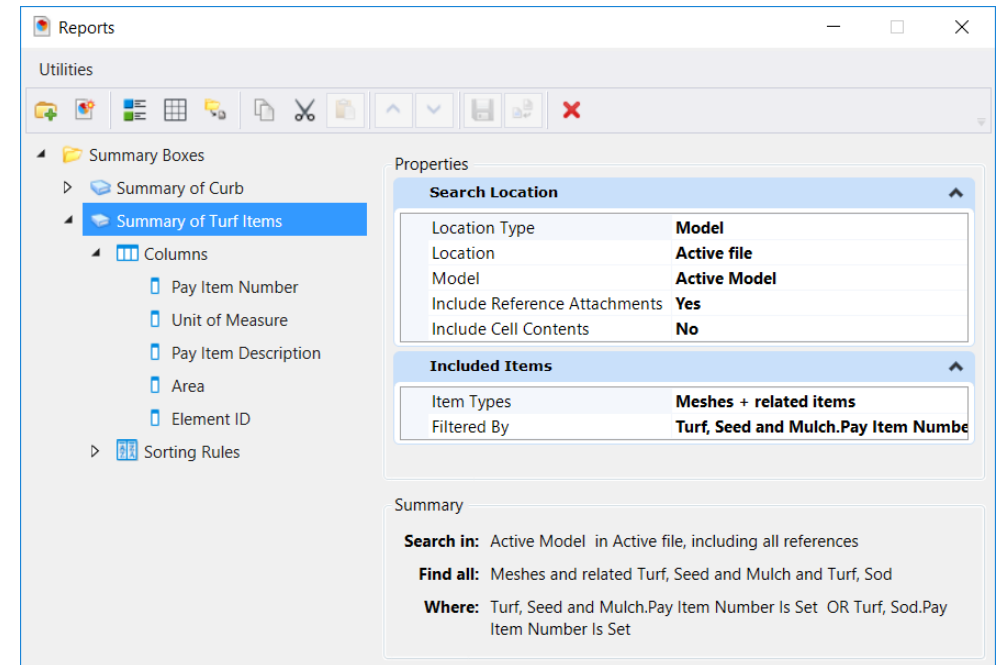 Reports
Utilities
Summary Boxes
Summary of Curb
Summary of Turf Items
Columns
Pay Item Number
Unit of Measure
Pay Item Description
Area
Element ID
Sorting Rules
Properties
Search Location
Location Type Model
Location Active file
Model Active Model
Include Reference Attachments Yes
Include Cell Contents No
Included Items
Item Types Meshes + related items
Filtered By Turf, Seed and Mulch.Pay Item Numbe
Summary
Search in: Active Model in Active file, including all references
Find all: Meshes and related Turf, Seed and Mulch and Turf, Sod
Where: Turf, Seed and Mulch.Pay Item Number Is Set OR Turf, Sod.Pay
Item Number Is Set